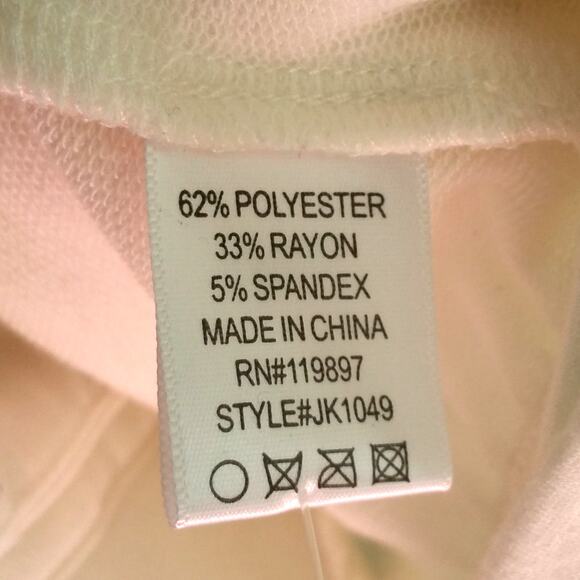 62% POLYESTER
33% RAYON
5% SPANDEX
MADE IN CHINA
RN#119897
STYLE#JK1049